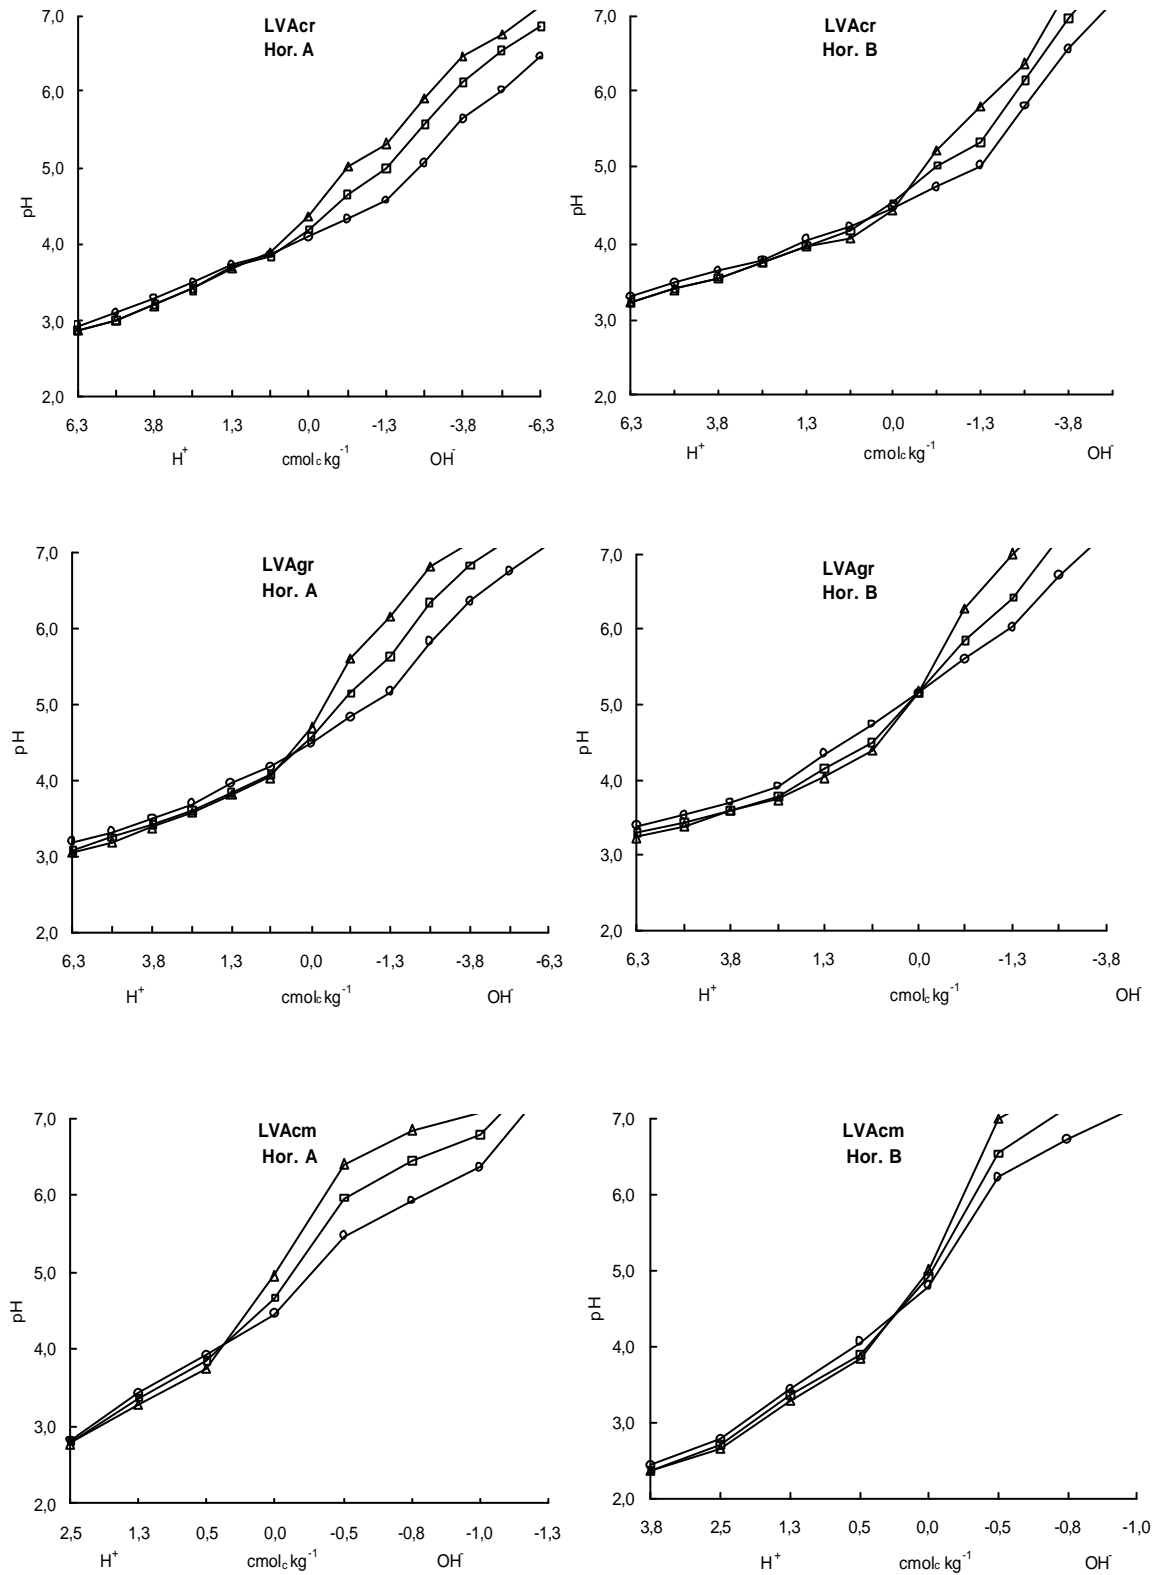 LVAcr
Hor. A
7,0
6,0
5,0
4,0
3,0
2,0
pH
6,3 3,8 1,3 0,0 -1,3 -3,8 -6,3
H+ cmolc kg-1 OH-
LVAcr
Hor. B
7,0
6,0
5,0
4,0
3,0
2,0
pH
6,3 3,8 1,3 0,0 -1,3 -3,8
H+ cmolc kg-1 OH-
LVAgr
Hor. A
7,0
6,0
5,0
4,0
3,0
2,0
pH
6,3 3,8 1,3 0,0 -1,3 -3,8 -6,3
H+ cmolc kg-1 OH-
LVAgr
Hor. B
7,0
6,0
5,0
4,0
3,0
2,0
pH
6,3 3,8 1,3 0,0 -1,3 -3,8
H+ cmolc kg-1 OH-
LVAcm
Hor. A
7,0
6,0
5,0
4,0
3,0
2,0
pH
2,5 1,3 0,5 0,0 -0,5 -0,8 -1,0 -1,3
H+ cmolc kg-1 OH-
LVAcm
Hor. B
7,0
6,0
5,0
4,0
3,0
2,0
pH
3,8 2,5 1,3 0,5 0,0 -0,5 -0,8 -1,0
H+ cmolc kg-1 OH-